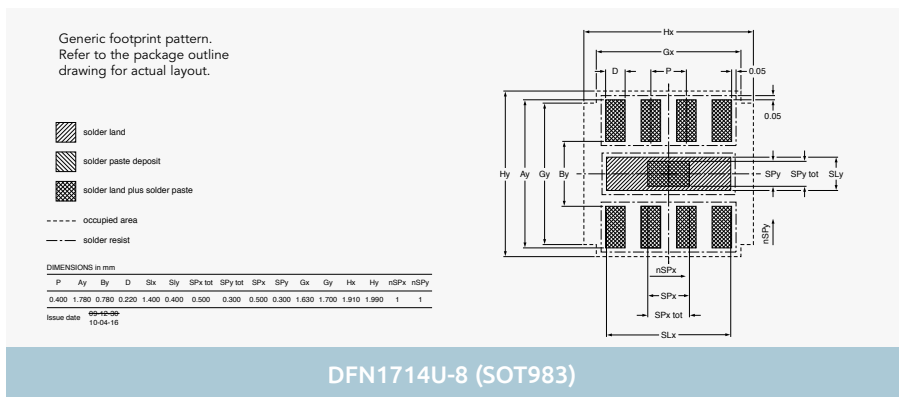 Generic footprint pattern.
Refer to the package outline
drawing for actual layout.
solder land
solder paste deposit
solder land plus solder paste
occupied area
solder resist
DIMENSIONS in mm
P Ay By D Slx Sly SPx tot SPy tot SPx SPy Gx Gy Hx Hy nSPx nSPy
0.400 1.780 0.780 0.220 1.400 0.400 0.500 0.300 0.500 0.300 1.630 1.700 1.910 1.990 1 1
Issue date 09-12-30
10-04-16
Hx
Gx
D P 0.05
0.05
Hy Ay Gy By SPy SPy tot SLy
nSPy
nSPx
SPx
SPx tot
SLx
DFN1714U-8 (SOT983)